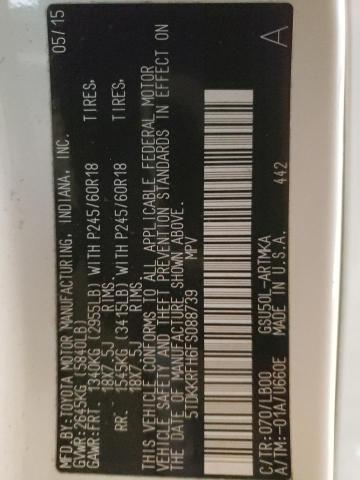 MFD.BY:TOYOTA MOTOR MANUFACTURING, INDIANA, INC. 05/15
GVWR:2645KG (5840LB)
GAWR:FRT 1340KG (2955LB) WITH P245/60R18 TIRES,
18X7.5J RIMS,
RR. 1545KG (3415LB) WITH P245/60R18 TIRES,
18X7.5J RIMS,
THIS VEHICLE CONFORMS TO ALL APPLICABLE FEDERAL MOTOR
VEHICLE SAFETY AND THEFT PREVENTION STANDARDS IN EFFECT ON
THE DATE OF MANUFACTURE SHOWN ABOVE.
5TDKKRFH6FS088739 MPV
C/TR:070/LB00 GSU50L-ARTMKA A
A/TM:-01A/U660E MADE IN U.S.A. 442